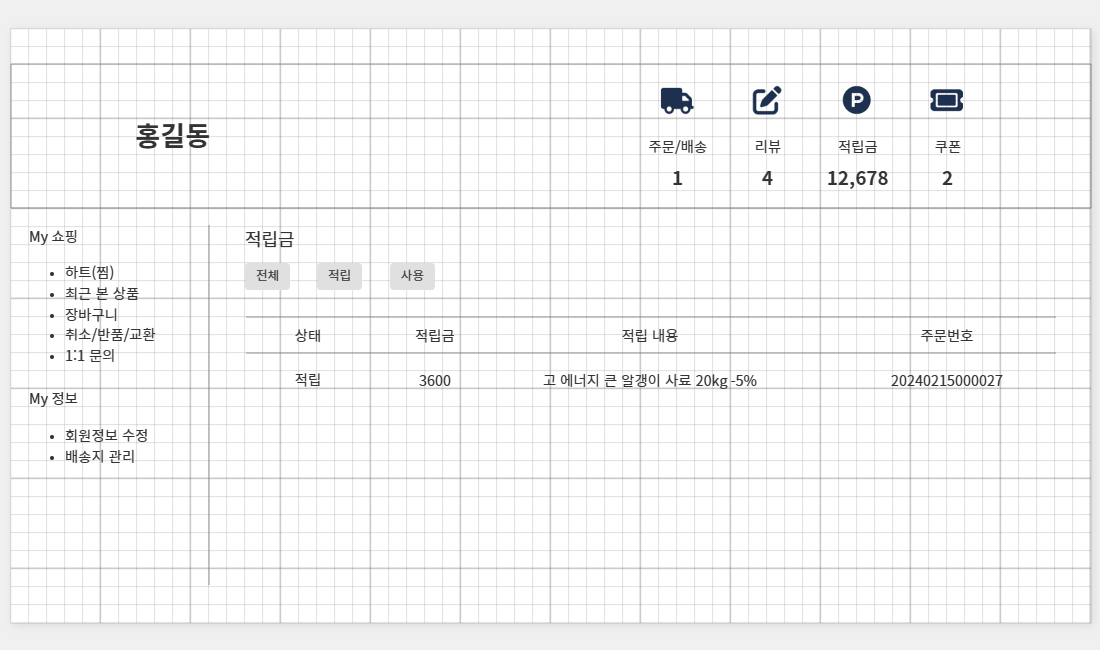 홍길동
주문/배송 리뷰 적립금 쿠폰
1 4 12,678 2
My 쇼핑
하트(찜)
최근 본 상품
장바구니
취소/반품/교환
1:1 문의
My 정보
회원정보 수정
배송지 관리
적립금
전체 적립 사용
상태 적립금 적립 내용 주문번호
적립 3600 고 에너지 큰 알갱이 사료 20kg -5% 20240215000027